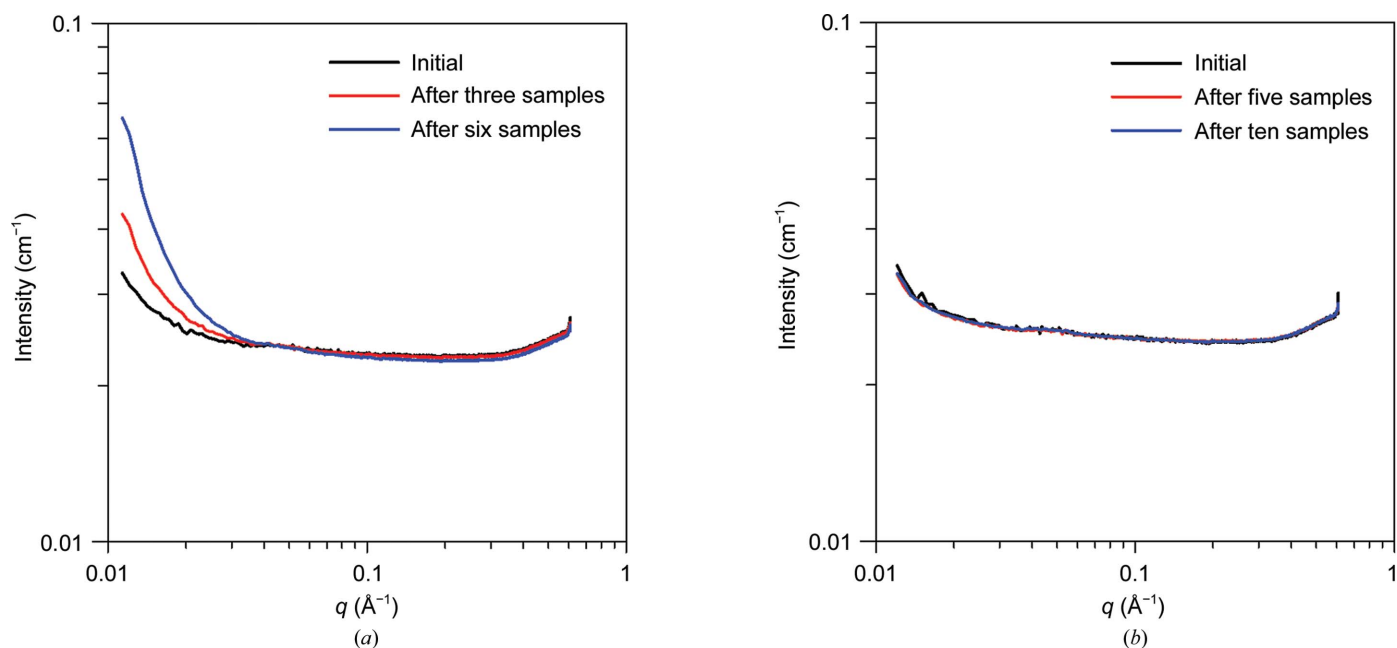 0.1
Initial
After three samples
After six samples
Intensity (cm⁻¹)
0.01
0.01
0.1
1
q (Å⁻¹)
(a)
0.1
Initial
After five samples
After ten samples
Intensity (cm⁻¹)
0.01
0.01
0.1
1
q (Å⁻¹)
(b)